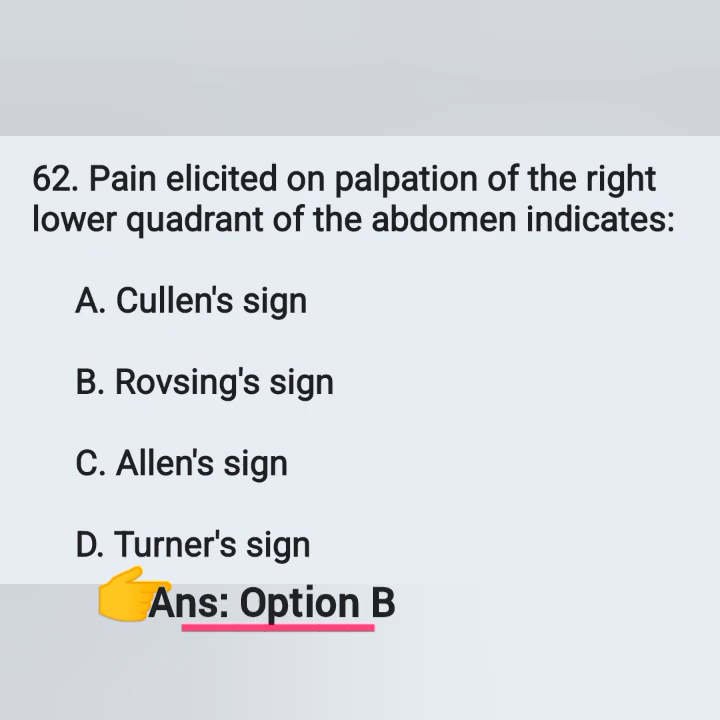 62. Pain elicited on palpation of the right
lower quadrant of the abdomen indicates:
A. Cullen's sign
B. Rovsing's sign
C. Allen's sign
D. Turner's sign
Ans: Option B